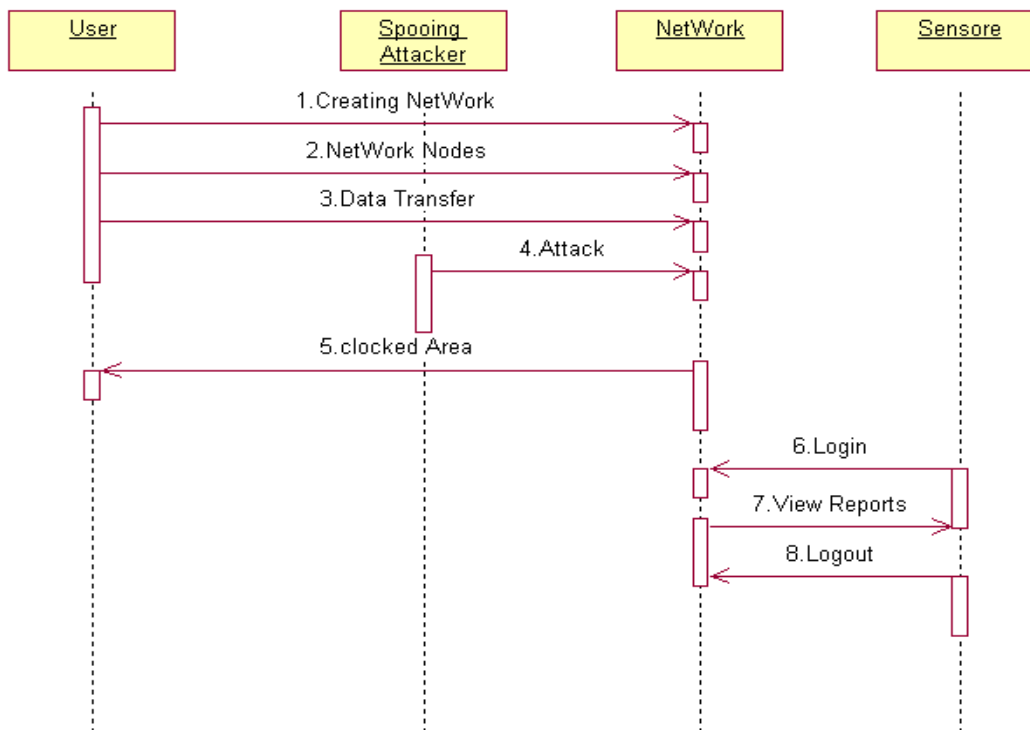 User
Spooing
Attacker
NetWork
Sensore
1.Creating NetWork
2.NetWork Nodes
3.Data Transfer
4.Attack
5.clocked Area
6.Login
7.View Reports
8.Logout